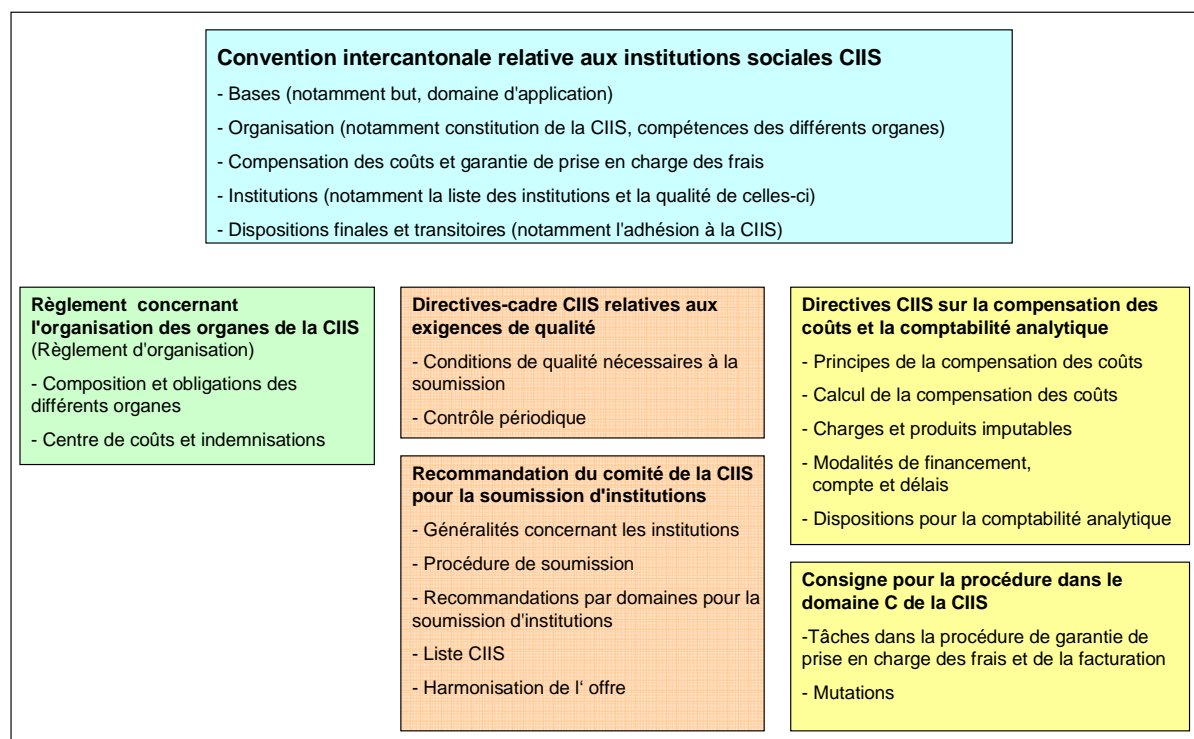 Convention intercantonale relative aux institutions sociales CIIS
- Bases (notamment but, domaine d'application)
- Organisation (notamment constitution de la CIIS, compétences des différents organes)
- Compensation des coûts et garantie de prise en charge des frais
- Institutions (notamment la liste des institutions et la qualité de celles-ci)
- Dispositions finales et transitoires (notamment l'adhésion à la CIIS)
Règlement concernant
l'organisation des organes de la CIIS
(Règlement d'organisation)
- Composition et obligations des
différents organes
- Centre de coûts et indemnisations
Directives-cadre CIIS relatives aux
exigences de qualité
- Conditions de qualité nécessaires à la
soumission
- Contrôle périodique
Recommandation du comité de la CIIS
pour la soumission d'institutions
- Généralités concernant les institutions
- Procédure de soumission
- Recommandations par domaines pour la
soumission d'institutions
- Liste CIIS
- Harmonisation de l' offre
Directives CIIS sur la compensation des
coûts et la comptabilité analytique
- Principes de la compensation des coûts
- Calcul de la compensation des coûts
- Charges et produits imputables
- Modalités de financement,
compte et délais
- Dispositions pour la comptabilité analytique
Consigne pour la procédure dans le
domaine C de la CIIS
-Tâches dans la procédure de garantie de
prise en charge des frais et de la facturation
- Mutations